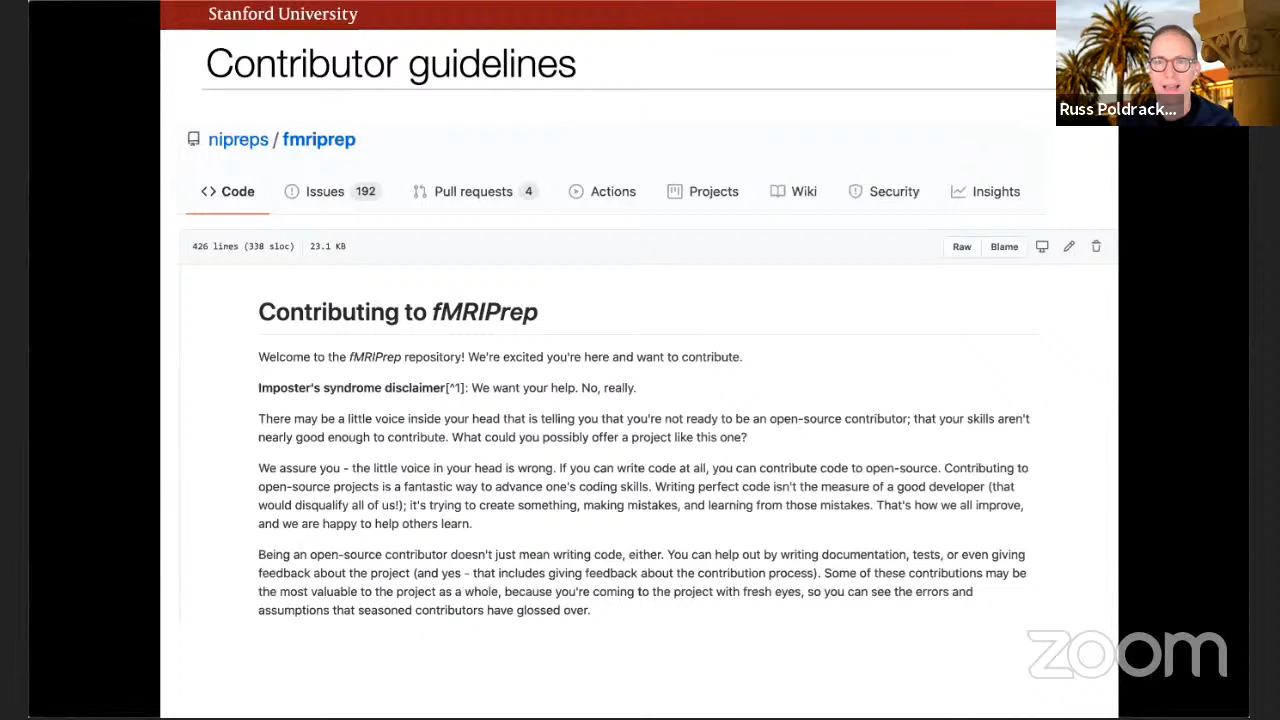 Stanford University
Contributor guidelines
Russ Poldrack...
nipreps / fmriprep
Code Issues 192 Pull requests 4 Actions Projects Wiki Security Insights
426 lines (338 sloc) 23.1 KB Raw Blame
Contributing to fMRIPrep
Welcome to the fMRIPrep repository! We're excited you're here and want to contribute.
Imposter's syndrome disclaimer[^1]: We want your help. No, really.
There may be a little voice inside your head that is telling you that you're not ready to be an open-source contributor; that your skills aren't
nearly good enough to contribute. What could you possibly offer a project like this one?
We assure you - the little voice in your head is wrong. If you can write code at all, you can contribute code to open-source. Contributing to
open-source projects is a fantastic way to advance one's coding skills. Writing perfect code isn't the measure of a good developer (that
would disqualify all of us!); it's trying to create something, making mistakes, and learning from those mistakes. That's how we all improve,
and we are happy to help others learn.
Being an open-source contributor doesn't just mean writing code, either. You can help out by writing documentation, tests, or even giving
feedback about the project (and yes - that includes giving feedback about the contribution process). Some of these contributions may be
the most valuable to the project as a whole, because you're coming to the project with fresh eyes, so you can see the errors and
assumptions that seasoned contributors have glossed over.
zoom